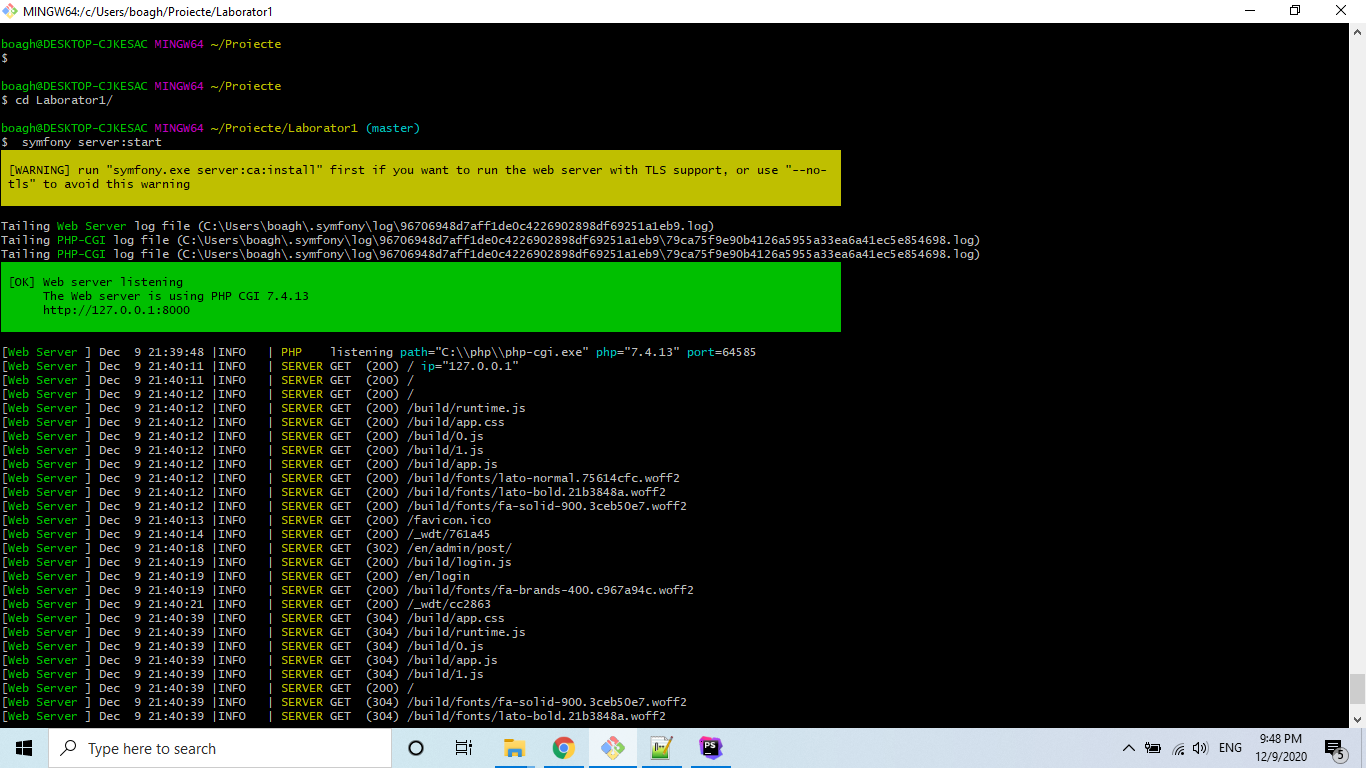 MINGW64:/c/Users/boagh/Proiecte/Laborator1
boagh@DESKTOP-CJKESAC MINGW64 ~/Proiecte
$
boagh@DESKTOP-CJKESAC MINGW64 ~/Proiecte
$ cd Laborator1/
boagh@DESKTOP-CJKESAC MINGW64 ~/Proiecte/Laborator1 (master)
$  symfony server:start
[WARNING] run "symfony.exe server:ca:install" first if you want to run the web server with TLS support, or use "--no-
tls" to avoid this warning
Tailing Web Server log file (C:\Users\boagh\.symfony\log\96706948d7aff1de0c4226902898df69251a1eb9.log)
Tailing PHP-CGI log file (C:\Users\boagh\.symfony\log\96706948d7aff1de0c4226902898df69251a1eb9\79ca75f9e90b4126a5955a33ea6a41ec5e854698.log)
Tailing PHP-CGI log file (C:\Users\boagh\.symfony\log\96706948d7aff1de0c4226902898df69251a1eb9\79ca75f9e90b4126a5955a33ea6a41ec5e854698.log)
[OK] Web server listening
The Web server is using PHP CGI 7.4.13
http://127.0.0.1:8000
[Web Server ] Dec  9 21:39:48 |INFO   | PHP    listening path="C:\\php\\php-cgi.exe" php="7.4.13" port=64585
[Web Server ] Dec  9 21:40:11 |INFO   | SERVER GET  (200) / ip="127.0.0.1"
[Web Server ] Dec  9 21:40:11 |INFO   | SERVER GET  (200) /
[Web Server ] Dec  9 21:40:12 |INFO   | SERVER GET  (200) /
[Web Server ] Dec  9 21:40:12 |INFO   | SERVER GET  (200) /build/runtime.js
[Web Server ] Dec  9 21:40:12 |INFO   | SERVER GET  (200) /build/app.css
[Web Server ] Dec  9 21:40:12 |INFO   | SERVER GET  (200) /build/0.js
[Web Server ] Dec  9 21:40:12 |INFO   | SERVER GET  (200) /build/1.js
[Web Server ] Dec  9 21:40:12 |INFO   | SERVER GET  (200) /build/app.js
[Web Server ] Dec  9 21:40:12 |INFO   | SERVER GET  (200) /build/fonts/lato-normal.75614cfc.woff2
[Web Server ] Dec  9 21:40:12 |INFO   | SERVER GET  (200) /build/fonts/lato-bold.21b3848a.woff2
[Web Server ] Dec  9 21:40:12 |INFO   | SERVER GET  (200) /build/fonts/fa-solid-900.3ceb50e7.woff2
[Web Server ] Dec  9 21:40:13 |INFO   | SERVER GET  (200) /favicon.ico
[Web Server ] Dec  9 21:40:14 |INFO   | SERVER GET  (200) /_wdt/761a45
[Web Server ] Dec  9 21:40:18 |INFO   | SERVER GET  (302) /en/admin/post/
[Web Server ] Dec  9 21:40:19 |INFO   | SERVER GET  (200) /build/login.js
[Web Server ] Dec  9 21:40:19 |INFO   | SERVER GET  (200) /en/login
[Web Server ] Dec  9 21:40:19 |INFO   | SERVER GET  (200) /build/fonts/fa-brands-400.c967a94c.woff2
[Web Server ] Dec  9 21:40:21 |INFO   | SERVER GET  (200) /_wdt/cc2863
[Web Server ] Dec  9 21:40:39 |INFO   | SERVER GET  (304) /build/app.css
[Web Server ] Dec  9 21:40:39 |INFO   | SERVER GET  (304) /build/runtime.js
[Web Server ] Dec  9 21:40:39 |INFO   | SERVER GET  (304) /build/0.js
[Web Server ] Dec  9 21:40:39 |INFO   | SERVER GET  (304) /build/app.js
[Web Server ] Dec  9 21:40:39 |INFO   | SERVER GET  (304) /build/1.js
[Web Server ] Dec  9 21:40:39 |INFO   | SERVER GET  (200) /
[Web Server ] Dec  9 21:40:39 |INFO   | SERVER GET  (304) /build/fonts/fa-solid-900.3ceb50e7.woff2
[Web Server ] Dec  9 21:40:39 |INFO   | SERVER GET  (304) /build/fonts/lato-bold.21b3848a.woff2
Type here to search
PS
ENG
9:48 PM
12/9/2020
5